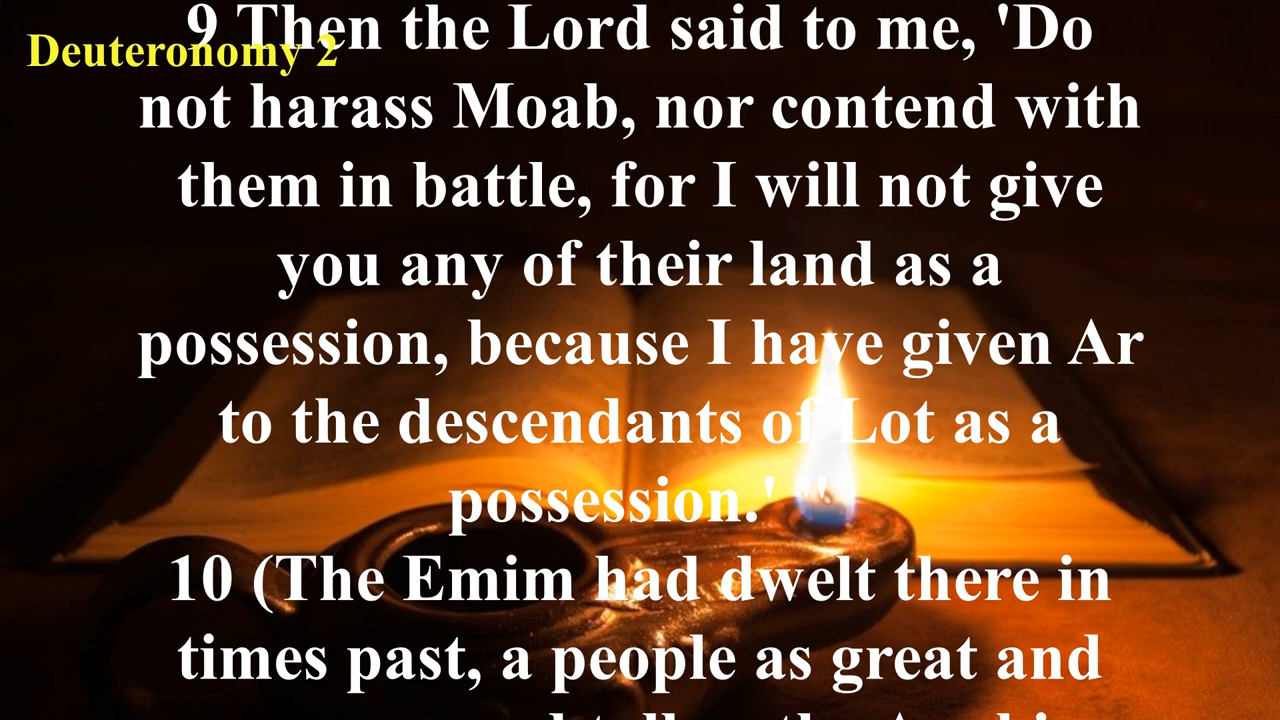 Deuteronomy 2
9 Then the Lord said to me, 'Do
not harass Moab, nor contend with
them in battle, for I will not give
you any of their land as a
possession, because I have given Ar
to the descendants of Lot as a
possession.' "
10 (The Emim had dwelt there in
times past, a people as great and